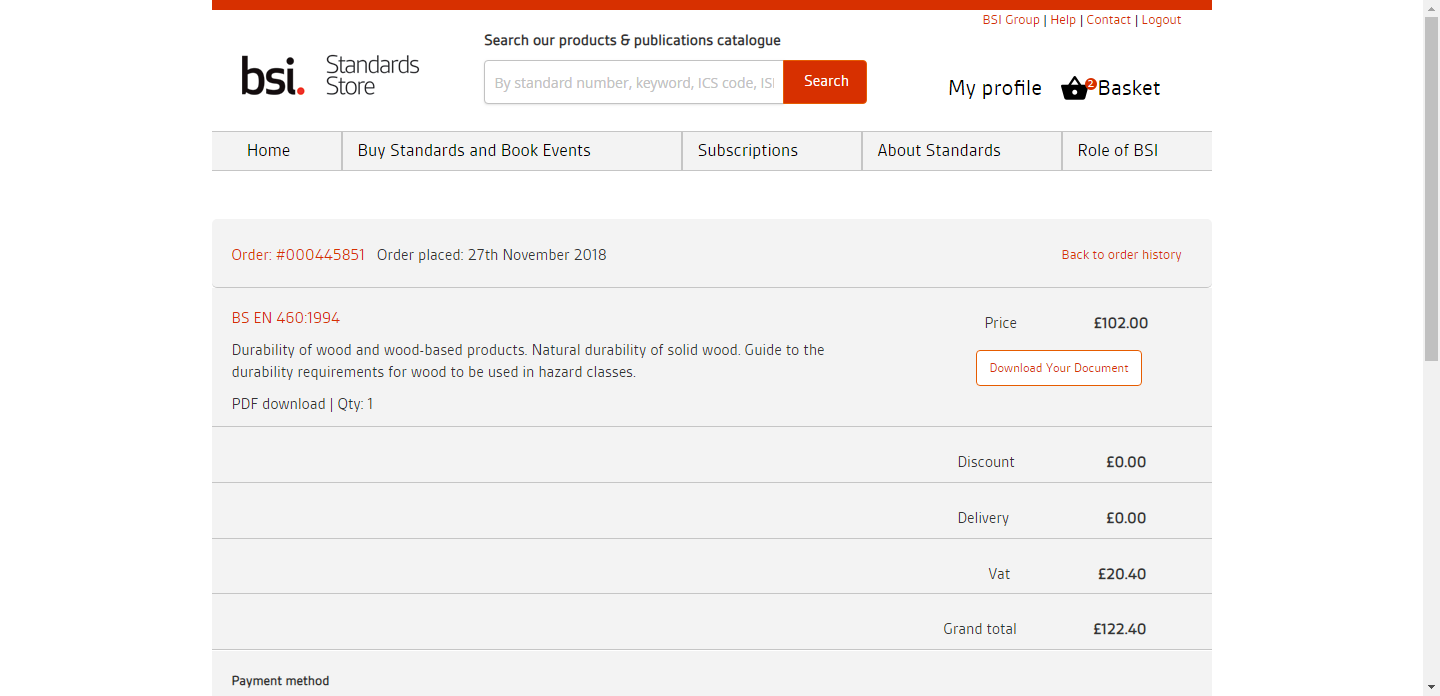 BSI Group | Help | Contact | Logout
Search our products & publications catalogue
bsi. Standards Store
By standard number, keyword, ICS code, ISI
Search
My profile
2
Basket
Home
Buy Standards and Book Events
Subscriptions
About Standards
Role of BSI
Order: #000445851 Order placed: 27th November 2018
Back to order history
BS EN 460:1994
Price £102.00
Durability of wood and wood-based products. Natural durability of solid wood. Guide to the
durability requirements for wood to be used in hazard classes.
Download Your Document
PDF download | Qty: 1
Discount £0.00
Delivery £0.00
Vat £20.40
Grand total £122.40
Payment method